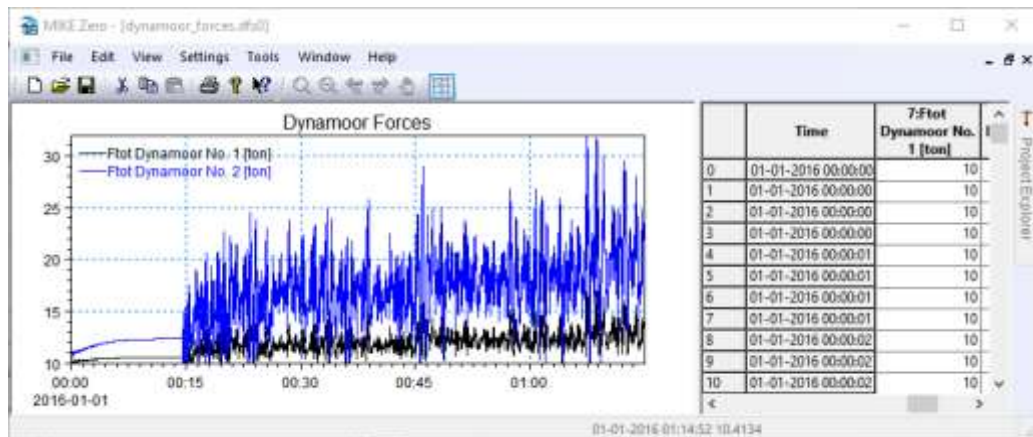 MIKE Zero - [dynamoor_forces.dfs0]
File Edit View Settings Tools Window Help
Dynamoor Forces
Ftot Dynamoor No. 1 [ton]
Ftot Dynamoor No. 2 [ton]
30
25
20
15
10
00:00 00:15 00:30 00:45 01:00
2016-01-01
Time 7:Ftot Dynamoor No. 1 [ton]
0 01-01-2016 00:00:00 10
1 01-01-2016 00:00:00 10
2 01-01-2016 00:00:00 10
3 01-01-2016 00:00:00 10
4 01-01-2016 00:00:01 10
5 01-01-2016 00:00:01 10
6 01-01-2016 00:00:01 10
7 01-01-2016 00:00:01 10
8 01-01-2016 00:00:02 10
9 01-01-2016 00:00:02 10
10 01-01-2016 00:00:02 10
Project Explorer
01-01-2016 01:14:52 10.4134